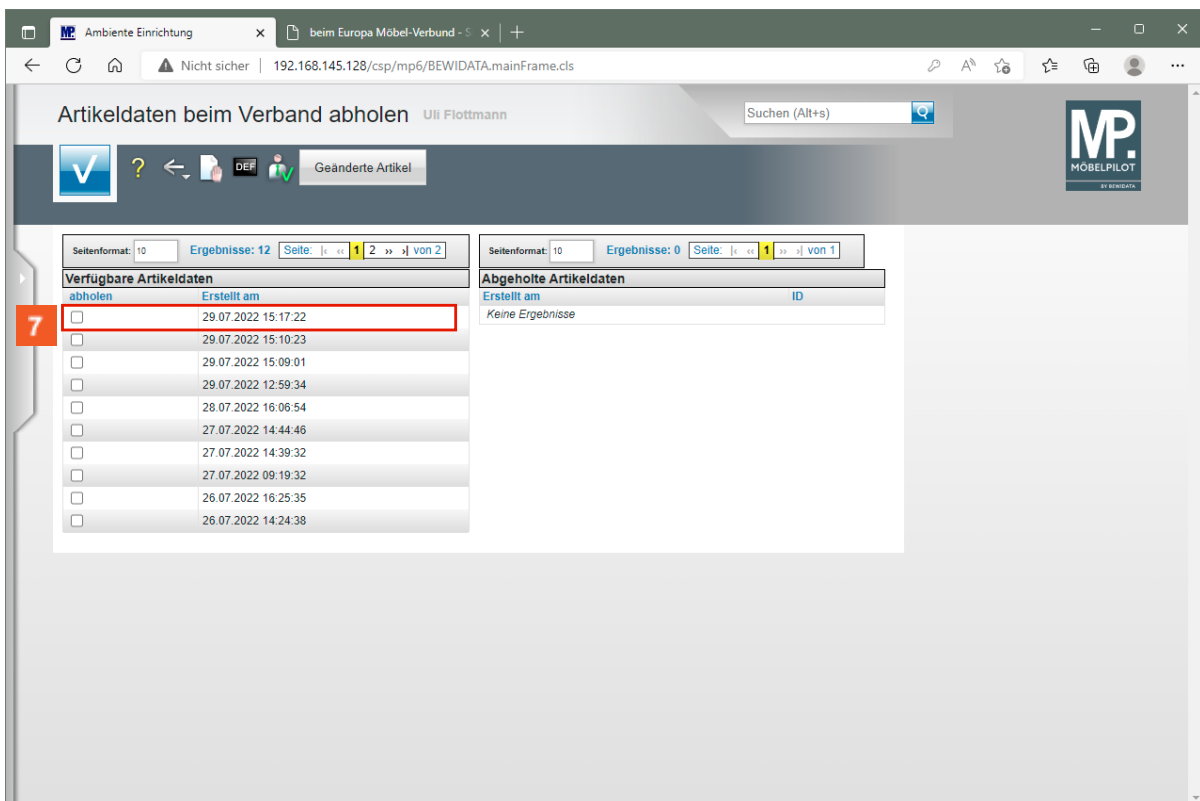 MP. Ambiente Einrichtung
beim Europa Möbel-Verbund - S
Nicht sicher | 192.168.145.128/csp/mp6/BEWIDATA.mainFrame.cls
Artikeldaten beim Verband abholen Uli Flottmann
Suchen (Alt+s)
MP.
MÖBELPILOT
BY BEWIDATA
? DEF Geänderte Artikel
Seitenformat: 10 Ergebnisse: 12 Seite: |‹ ‹‹ 1 2 ›› ›| von 2
Seitenformat: 10 Ergebnisse: 0 Seite: |‹ ‹‹ 1 ›› ›| von 1
Verfügbare Artikeldaten
abholen Erstellt am
7
29.07.2022 15:17:22
29.07.2022 15:10:23
29.07.2022 15:09:01
29.07.2022 12:59:34
28.07.2022 16:06:54
27.07.2022 14:44:46
27.07.2022 14:39:32
27.07.2022 09:19:32
26.07.2022 16:25:35
26.07.2022 14:24:38
Abgeholte Artikeldaten
Erstellt am ID
Keine Ergebnisse